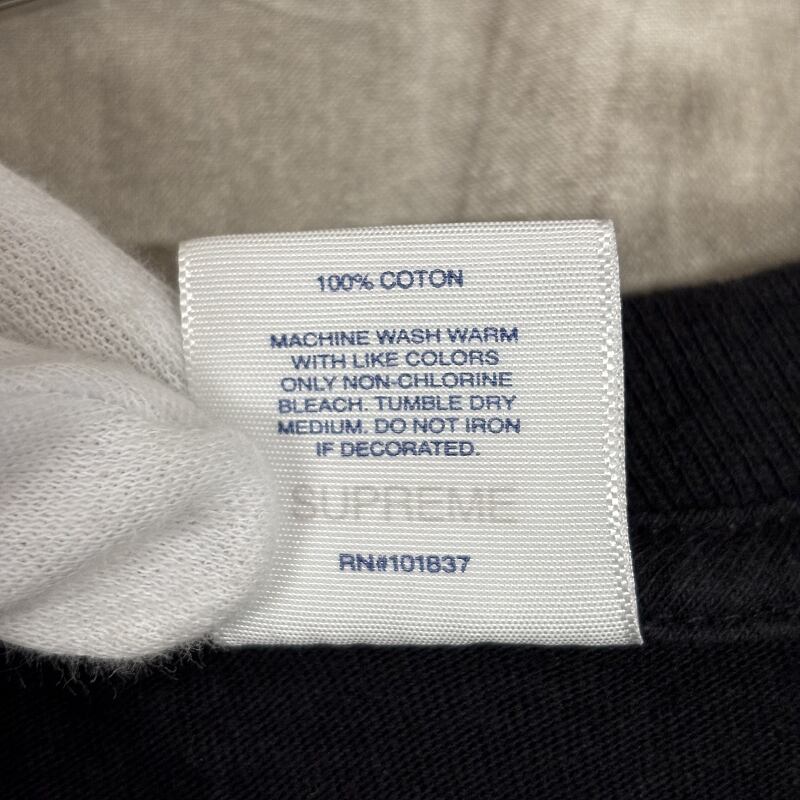 100% COTON
MACHINE WASH WARM
WITH LIKE COLORS
ONLY NON-CHLORINE
BLEACH. TUMBLE DRY
MEDIUM. DO NOT IRON
IF DECORATED.
SUPREME
RN#101837